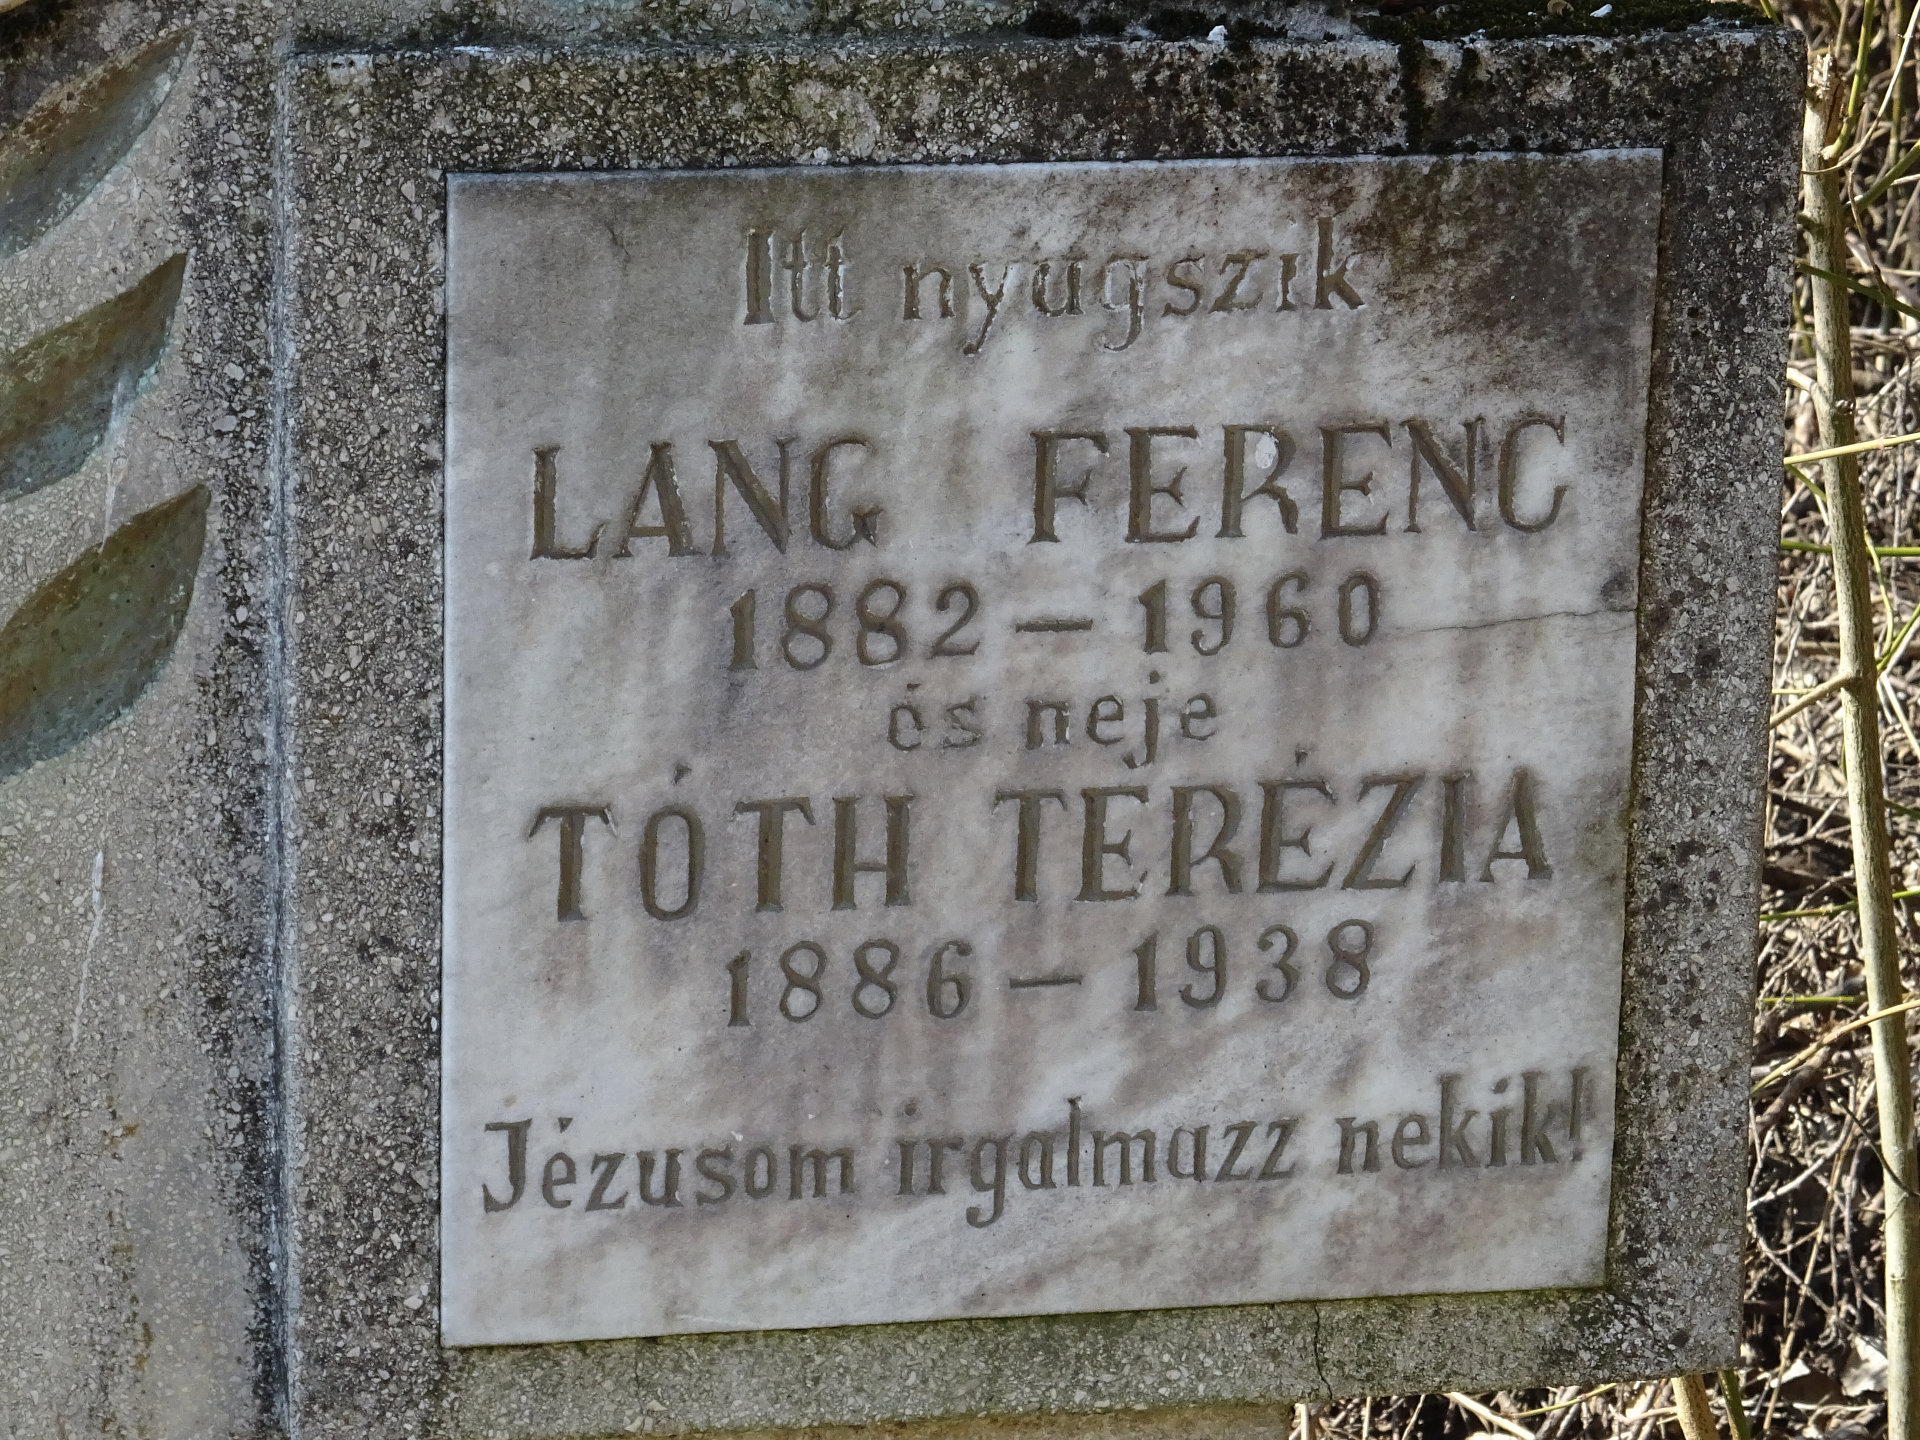 Itt nyugszik
LANG FERENC
1882 – 1960
és neje
TÓTH TERÉZIA
1886 – 1938
Jézusom irgalmazz nekik!